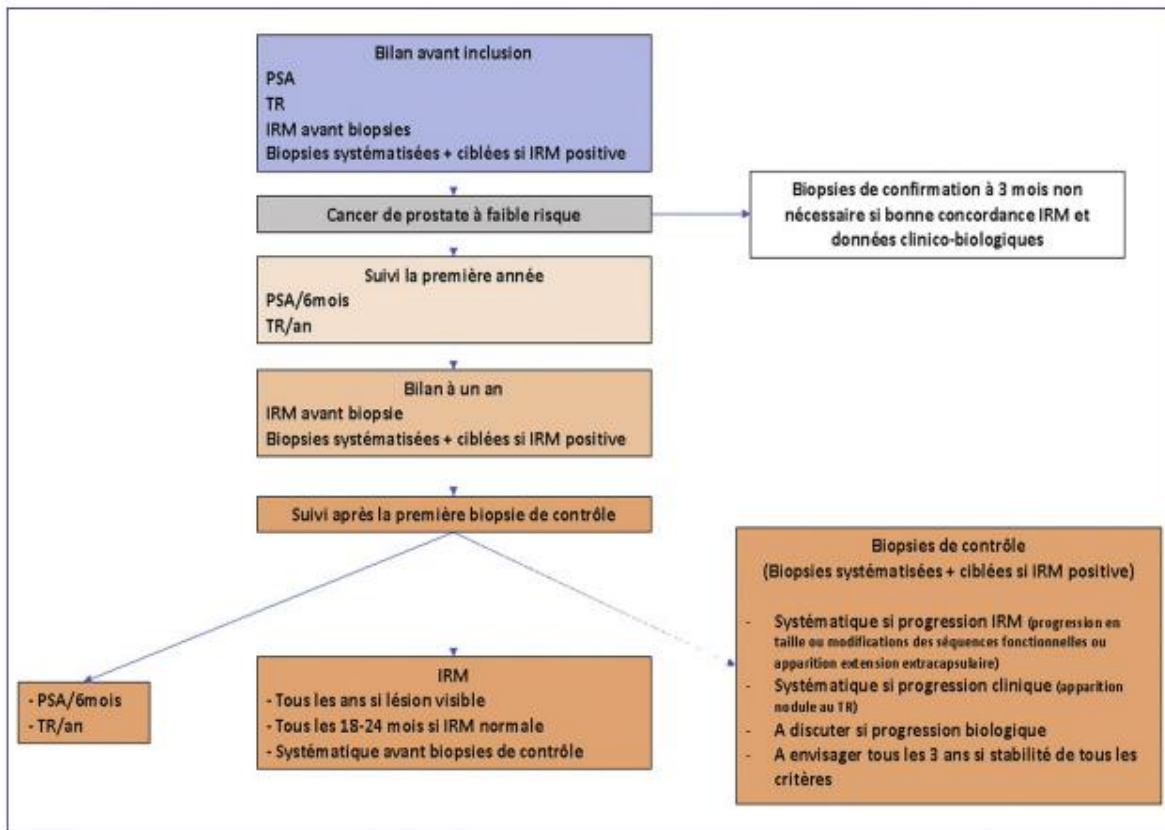 Bilan avant inclusion
PSA
TR
IRM avant biopsies
Biopsies systématisées + ciblées si IRM positive
Cancer de prostate à faible risque
Biopsies de confirmation à 3 mois non
nécessaire si bonne concordance IRM et
données clinico-biologiques
Suivi la première année
PSA/6mois
TR/an
Bilan à un an
IRM avant biopsie
Biopsies systématisées + ciblées si IRM positive
Suivi après la première biopsie de contrôle
- PSA/6mois
- TR/an
IRM
- Tous les ans si lésion visible
- Tous les 18-24 mois si IRM normale
- Systématique avant biopsies de contrôle
Biopsies de contrôle
(Biopsies systématisées + ciblées si IRM positive)
- Systématique si progression IRM (progression en
taille ou modifications des séquences fonctionnelles ou
apparition extension extracapsulaire)
- Systématique si progression clinique (apparition
nodule au TR)
- A discuter si progression biologique
- A envisager tous les 3 ans si stabilité de tous les
critères